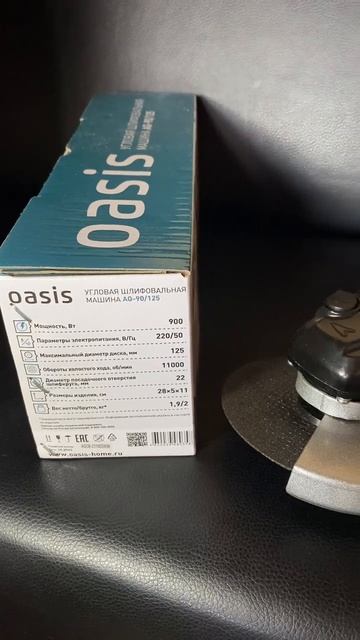 oasis
УГЛОВАЯ ШЛИФОВАЛЬНАЯ
МАШИНА AG-90/125
oasis
УГЛОВАЯ ШЛИФОВАЛЬНАЯ
МАШИНА AG-90/125
Мощность, Вт 900
Параметры электропитания, В/Гц 220/50
Максимальный диаметр диска, мм 125
Обороты холостого хода, об/мин 11000
Диаметр посадочного отверстия
шлифкруга, мм 22
Размеры изделия, см 28×5×11
Вес нетто/брутто, кг* 1,9/2
EAC
www.oasis-home.ru